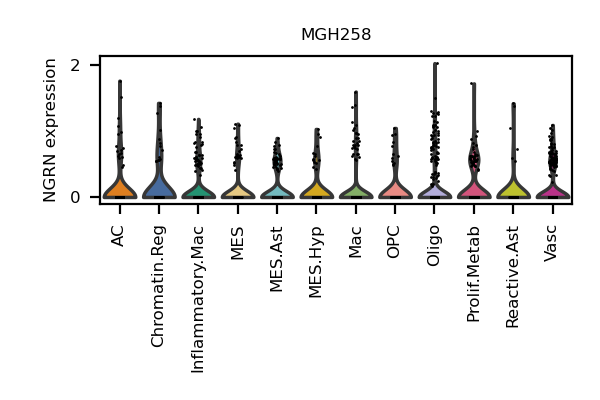 MGH258
NGRN expression
2
0
AC
Chromatin.Reg
Inflammatory.Mac
MES
MES.Ast
MES.Hyp
Mac
OPC
Oligo
Prolif.Metab
Reactive.Ast
Vasc